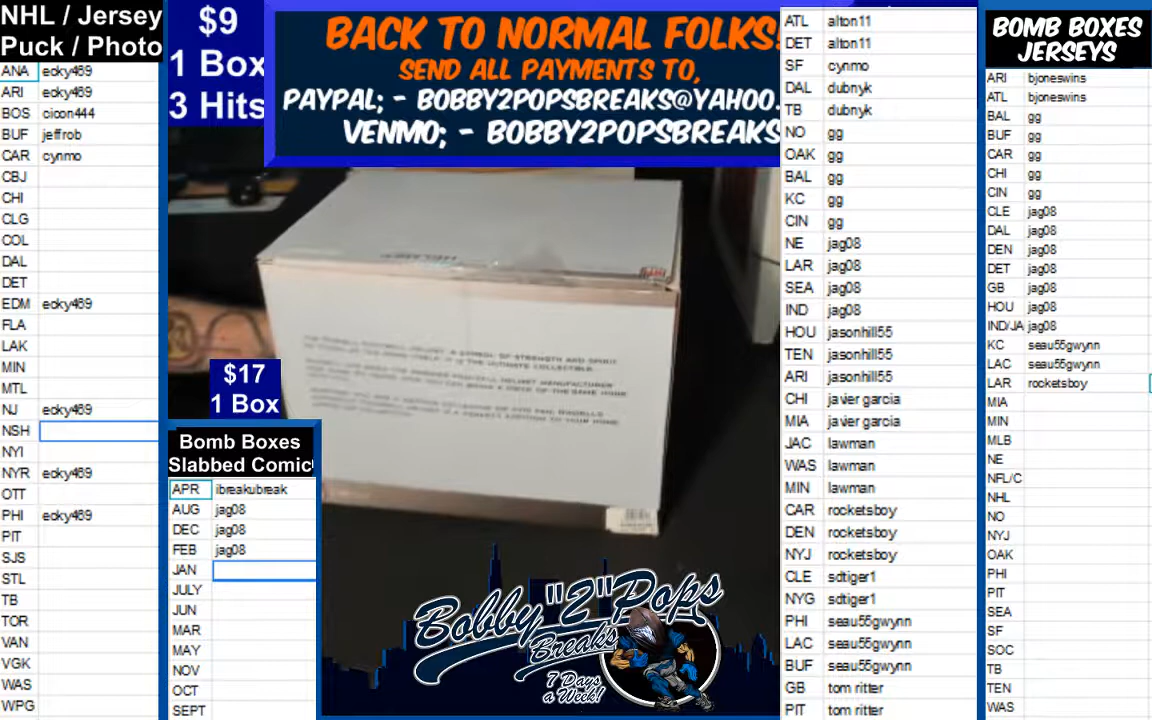 NHL / Jersey
Puck / Photo
ANA eoky469
ARI eoky469
BOS cicon444
BUF jeffrob
CAR cynmo
CBJ
CHI
CLG
COL
DAL
DET
EDM eoky469
FLA
LAK
MIN
MTL
NJ eoky469
NSH
NYI
NYR eoky469
OTT
PHI eoky469
PIT
SJS
STL
TB
TOR
VAN
VGK
WAS
WPG
$9
1 Box
3 Hits
BACK TO NORMAL FOLKS!
SEND ALL PAYMENTS TO,
PAYPAL; - BOBBY2POPSBREAKS@YAHOO.
VENMO; - BOBBY2POPSBREAKS
$17
1 Box
Bomb Boxes
Slabbed Comic
APR ibreakubreak
AUG jag08
DEC jag08
FEB jag08
JAN
JULY
JUN
MAR
MAY
NOV
OCT
SEPT
Bobby "2" Pops
Breaks
7 Days
a Week!
ATL alton11
DET alton11
SF cynmo
DAL dubnyk
TB dubnyk
NO gg
OAK gg
BAL gg
KC gg
CIN gg
NE jag08
LAR jag08
SEA jag08
IND jag08
HOU jasonhill55
TEN jasonhill55
ARI jasonhill55
CHI javier garcia
MIA javier garcia
JAC lawman
WAS lawman
MIN lawman
CAR rocketsboy
DEN rocketsboy
NYJ rocketsboy
CLE sdtiger1
NYG sdtiger1
PHI seau55gwynn
LAC seau55gwynn
BUF seau55gwynn
GB tom ritter
PIT tom ritter
BOMB BOXES
JERSEYS
ARI bjoneswins
ATL bjoneswins
BAL gg
BUF gg
CAR gg
CHI gg
CIN gg
CLE jag08
DAL jag08
DEN jag08
DET jag08
GB jag08
HOU jag08
IND/JA jag08
KC seau55gwynn
LAC seau55gwynn
LAR rocketsboy
MIA
MIN
MLB
NE
NFL/C
NHL
NO
NYJ
OAK
PHI
PIT
SEA
SF
SOC
TB
TEN
WAS